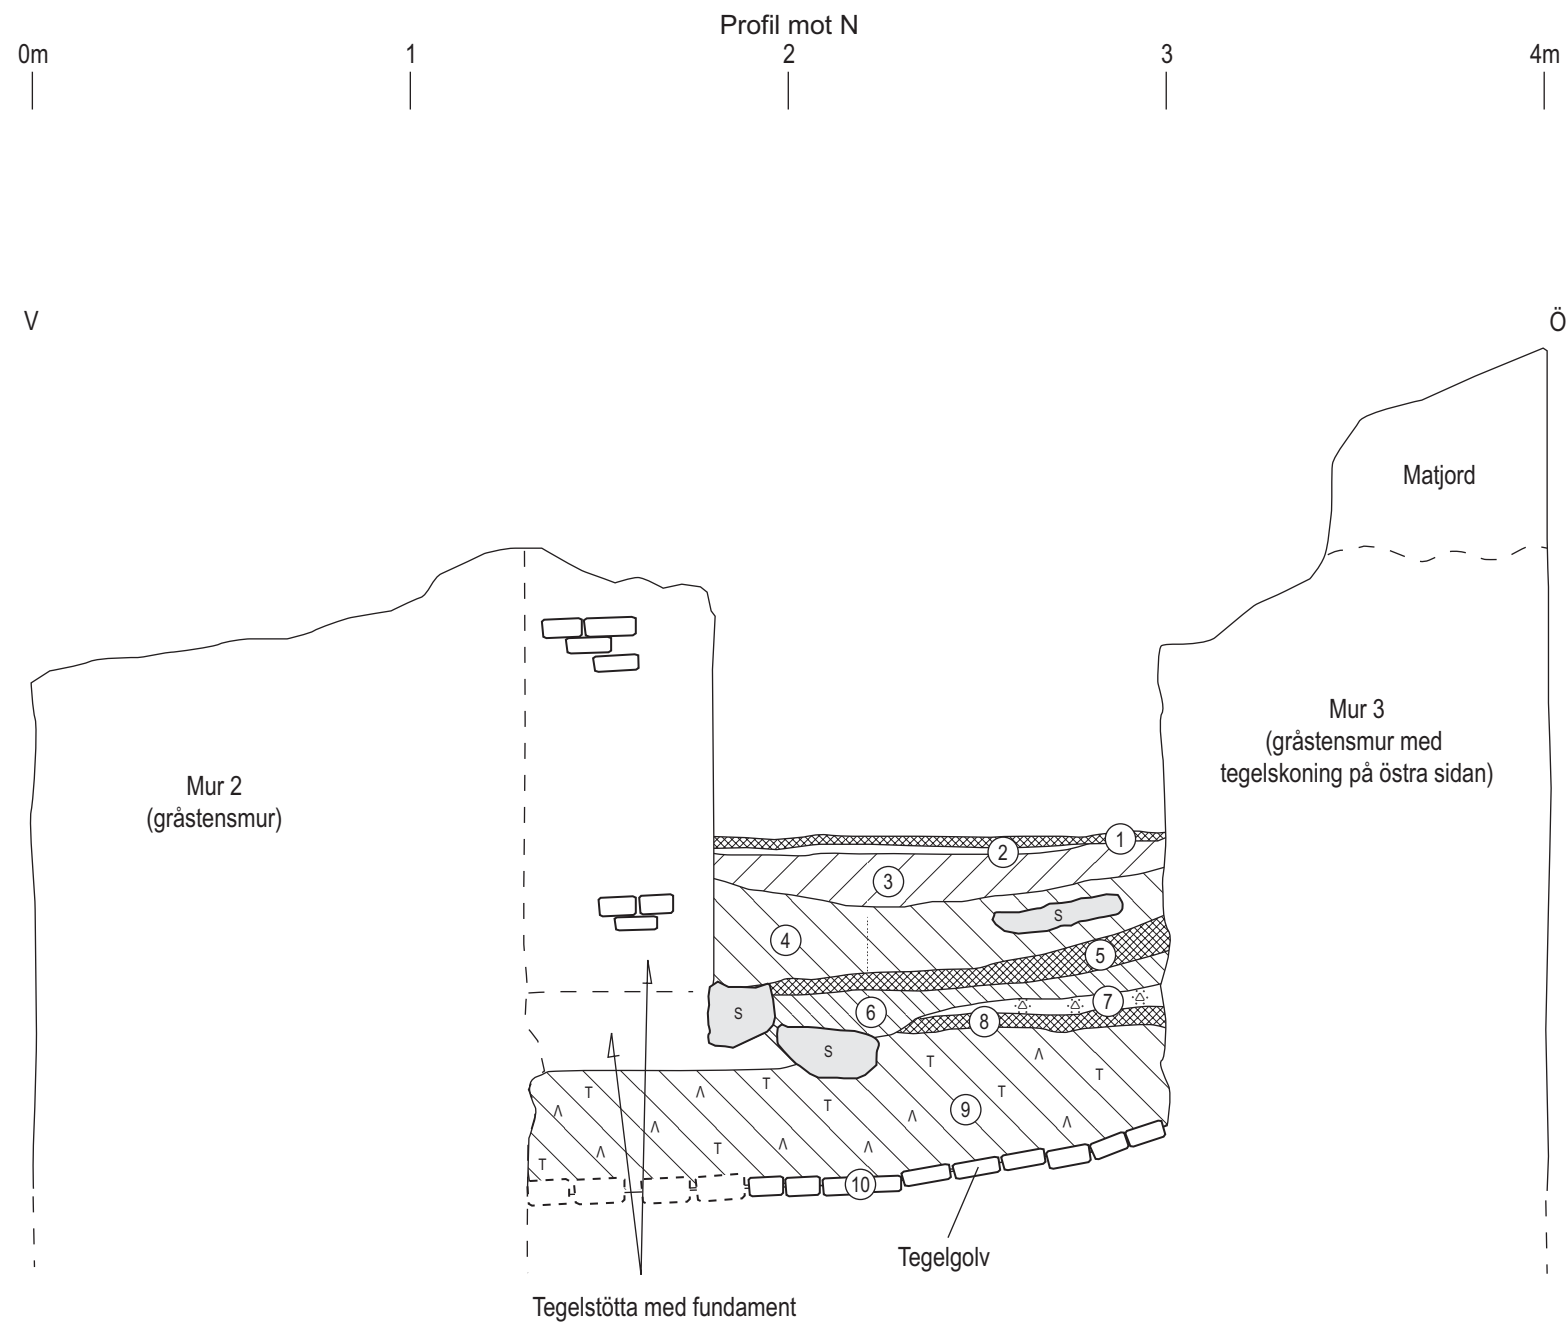 Profil mot N
0m 1 2 3 4m
V Ö
Matjord
Mur 3
(gråstensmur med
tegelskoning på östra sidan)
Mur 2
(gråstensmur)
1
2
3
S
4
5
7
6
S
8
S
T Λ
T T T
Λ Λ T
Λ 9 Λ
Λ
T Λ Λ
Λ
T
10
Tegelgolv
Tegelstötta med fundament